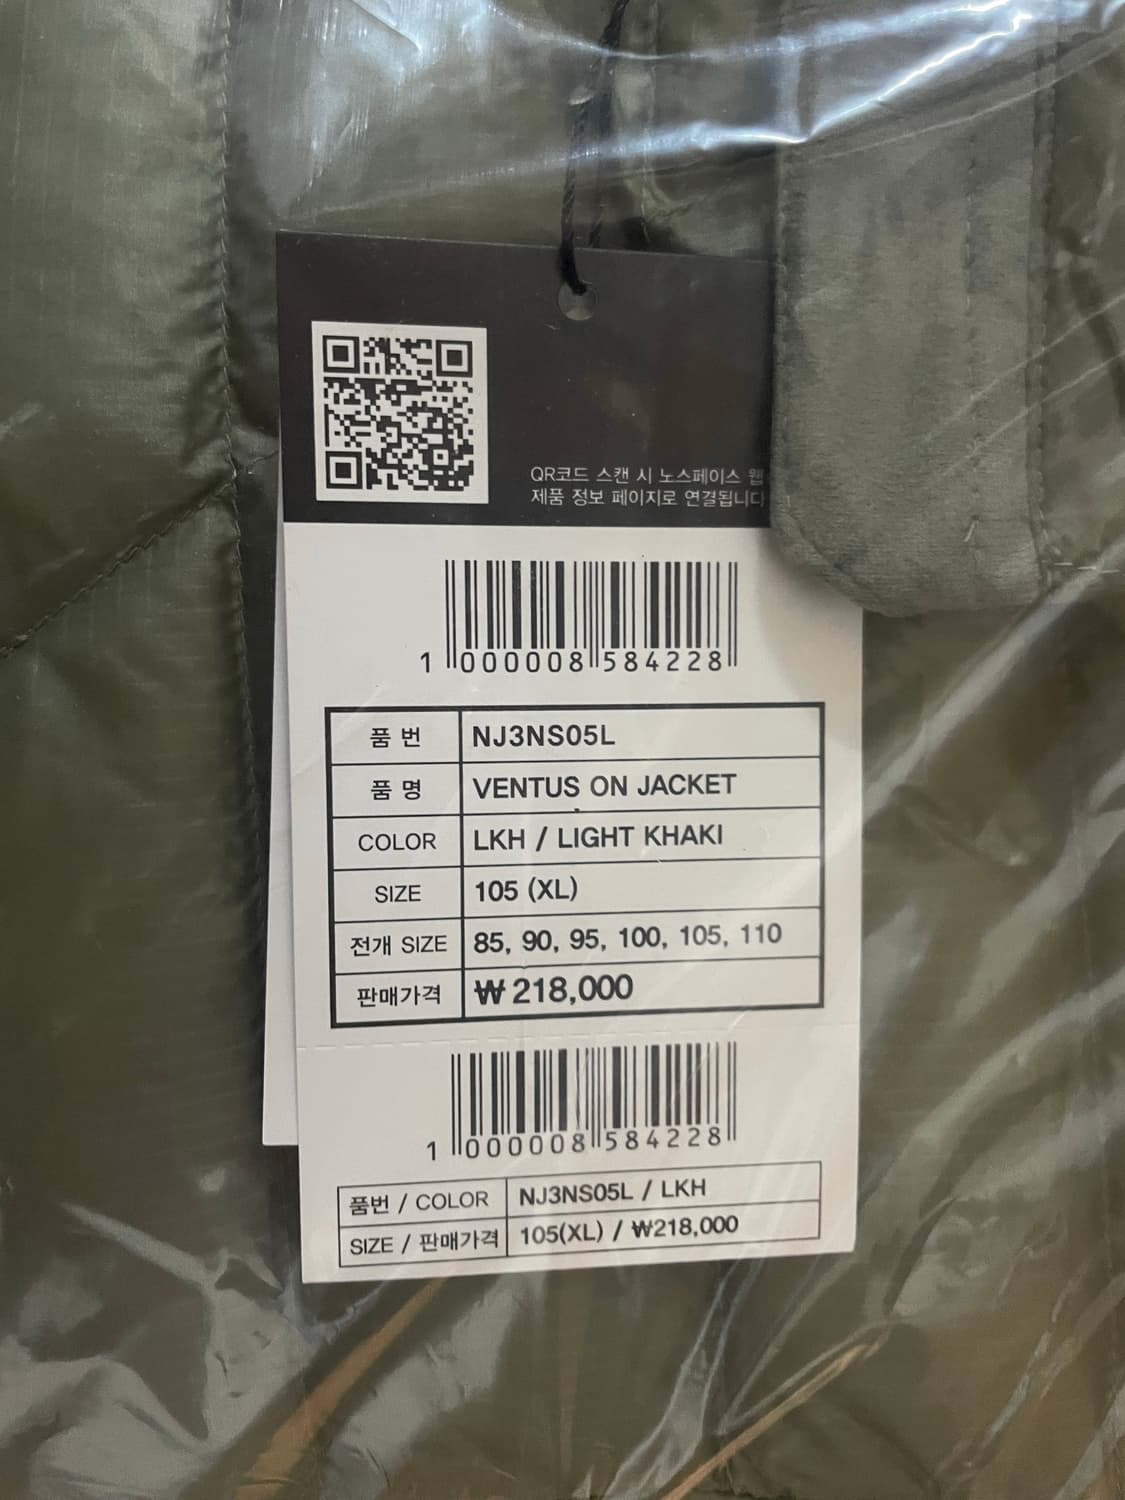 QR코드 스캔 시 노스페이스 웹
제품 정보 페이지로 연결됩니다
1 000008 584228
품 번 NJ3NS05L
품 명 VENTUS ON JACKET
COLOR LKH / LIGHT KHAKI
SIZE 105 (XL)
전개 SIZE 85, 90, 95, 100, 105, 110
판매가격 ₩ 218,000
1 000008 584228
품번 / COLOR NJ3NS05L / LKH
SIZE / 판매가격 105(XL) / ₩218,000